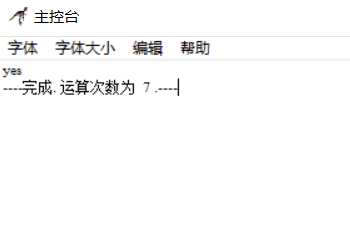 主控台
字体 字体大小 编辑 帮助
yes
----完成. 运算次数为 7 .----